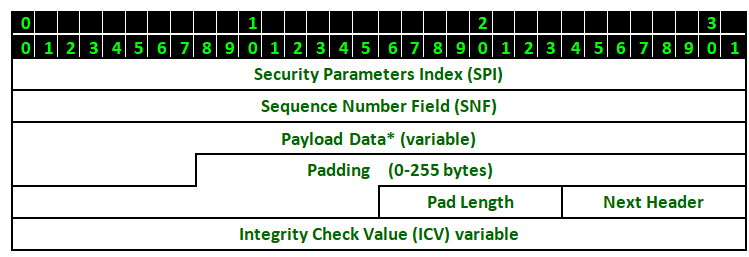 0 1 2 3
0 1 2 3 4 5 6 7 8 9 0 1 2 3 4 5 6 7 8 9 0 1 2 3 4 5 6 7 8 9 0 1
Security Parameters Index (SPI)
Sequence Number Field (SNF)
Payload Data* (variable)
Padding (0-255 bytes)
Pad Length Next Header
Integrity Check Value (ICV) variable